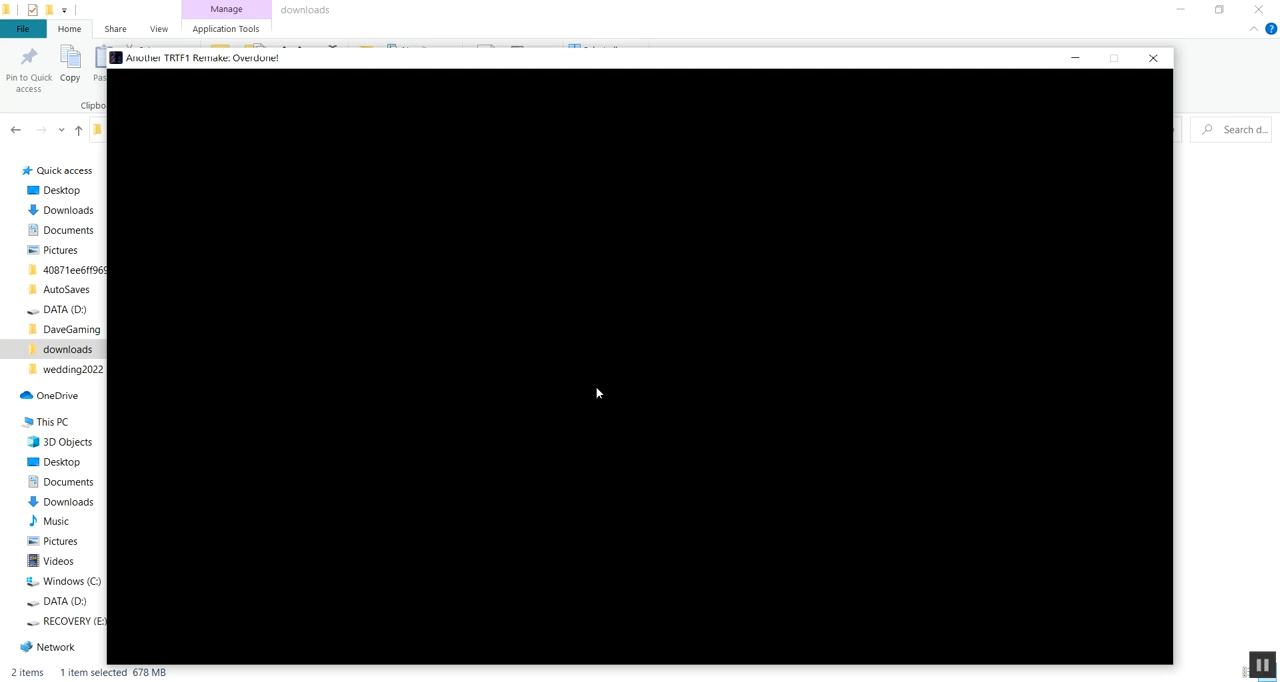 Manage
downloads
File
Home
Share
View
Application Tools
Pin to Quick
access
Copy
Another TRTF1 Remake: Overdone!
Search d...
Quick access
Desktop
Downloads
Documents
Pictures
40871ee6ff969
AutoSaves
DATA (D:)
DaveGaming
downloads
wedding2022
OneDrive
This PC
3D Objects
Desktop
Documents
Downloads
Music
Pictures
Videos
Windows (C:)
DATA (D:)
RECOVERY (E:)
Network
2 items 1 item selected 678 MB